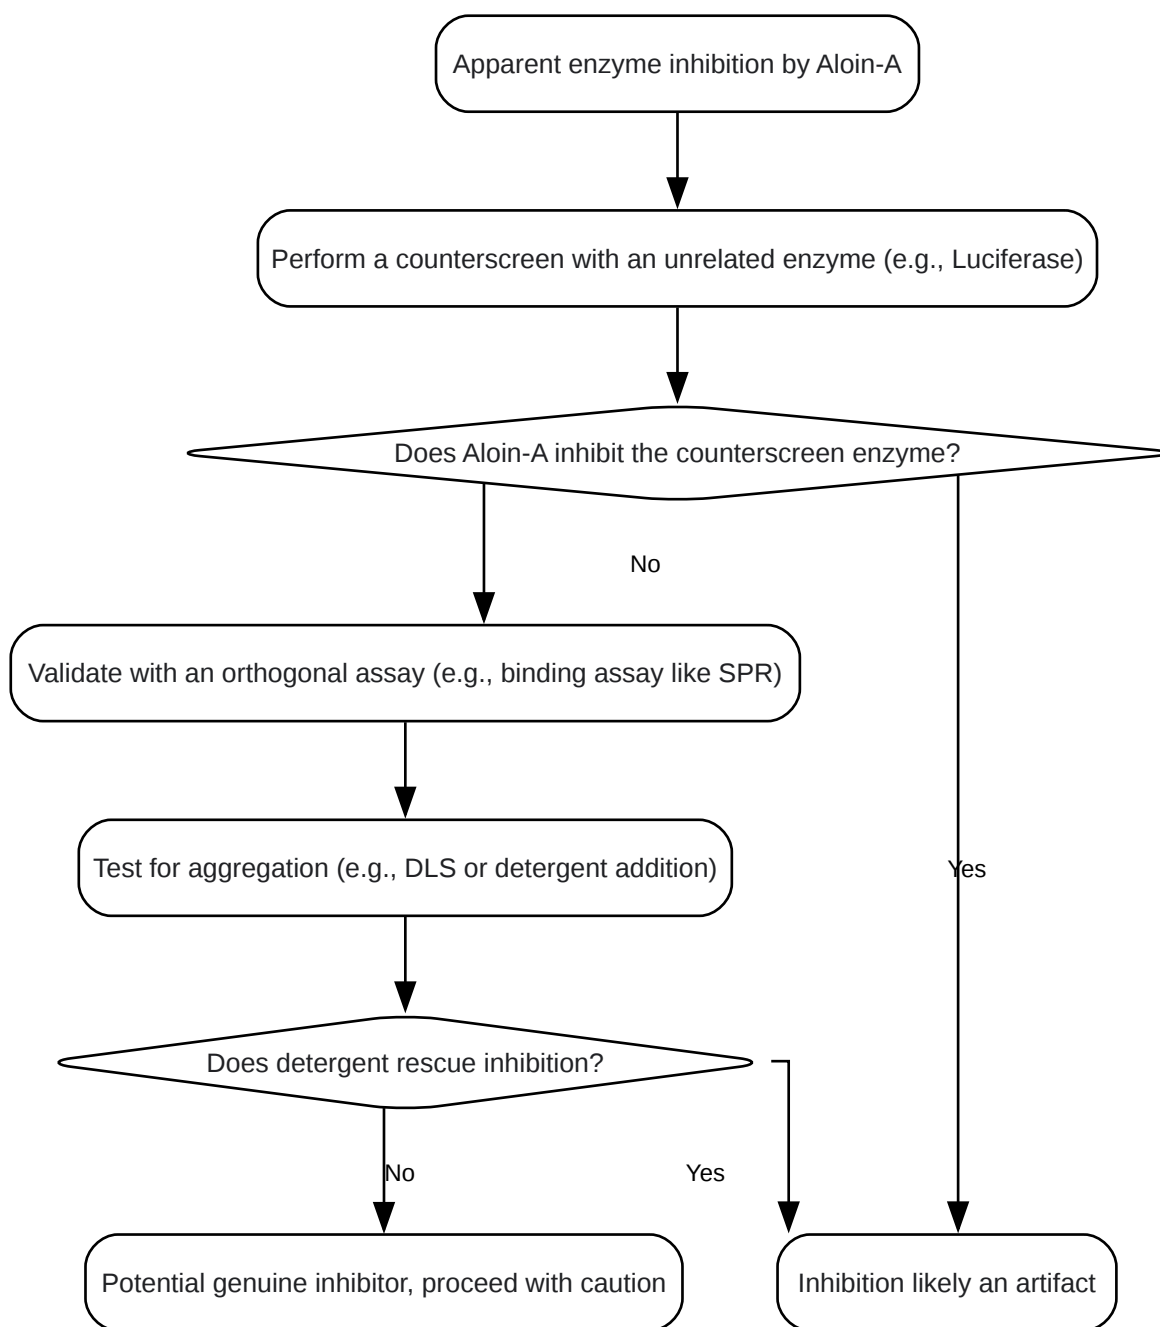 Apparent enzyme inhibition by Aloin-A
Perform a counterscreen with an unrelated enzyme (e.g., Luciferase)
Does Aloin-A inhibit the counterscreen enzyme?
No
Validate with an orthogonal assay (e.g., binding assay like SPR)
Test for aggregation (e.g., DLS or detergent addition)
Yes
Does detergent rescue inhibition?
No
Yes
Potential genuine inhibitor, proceed with caution
Inhibition likely an artifact